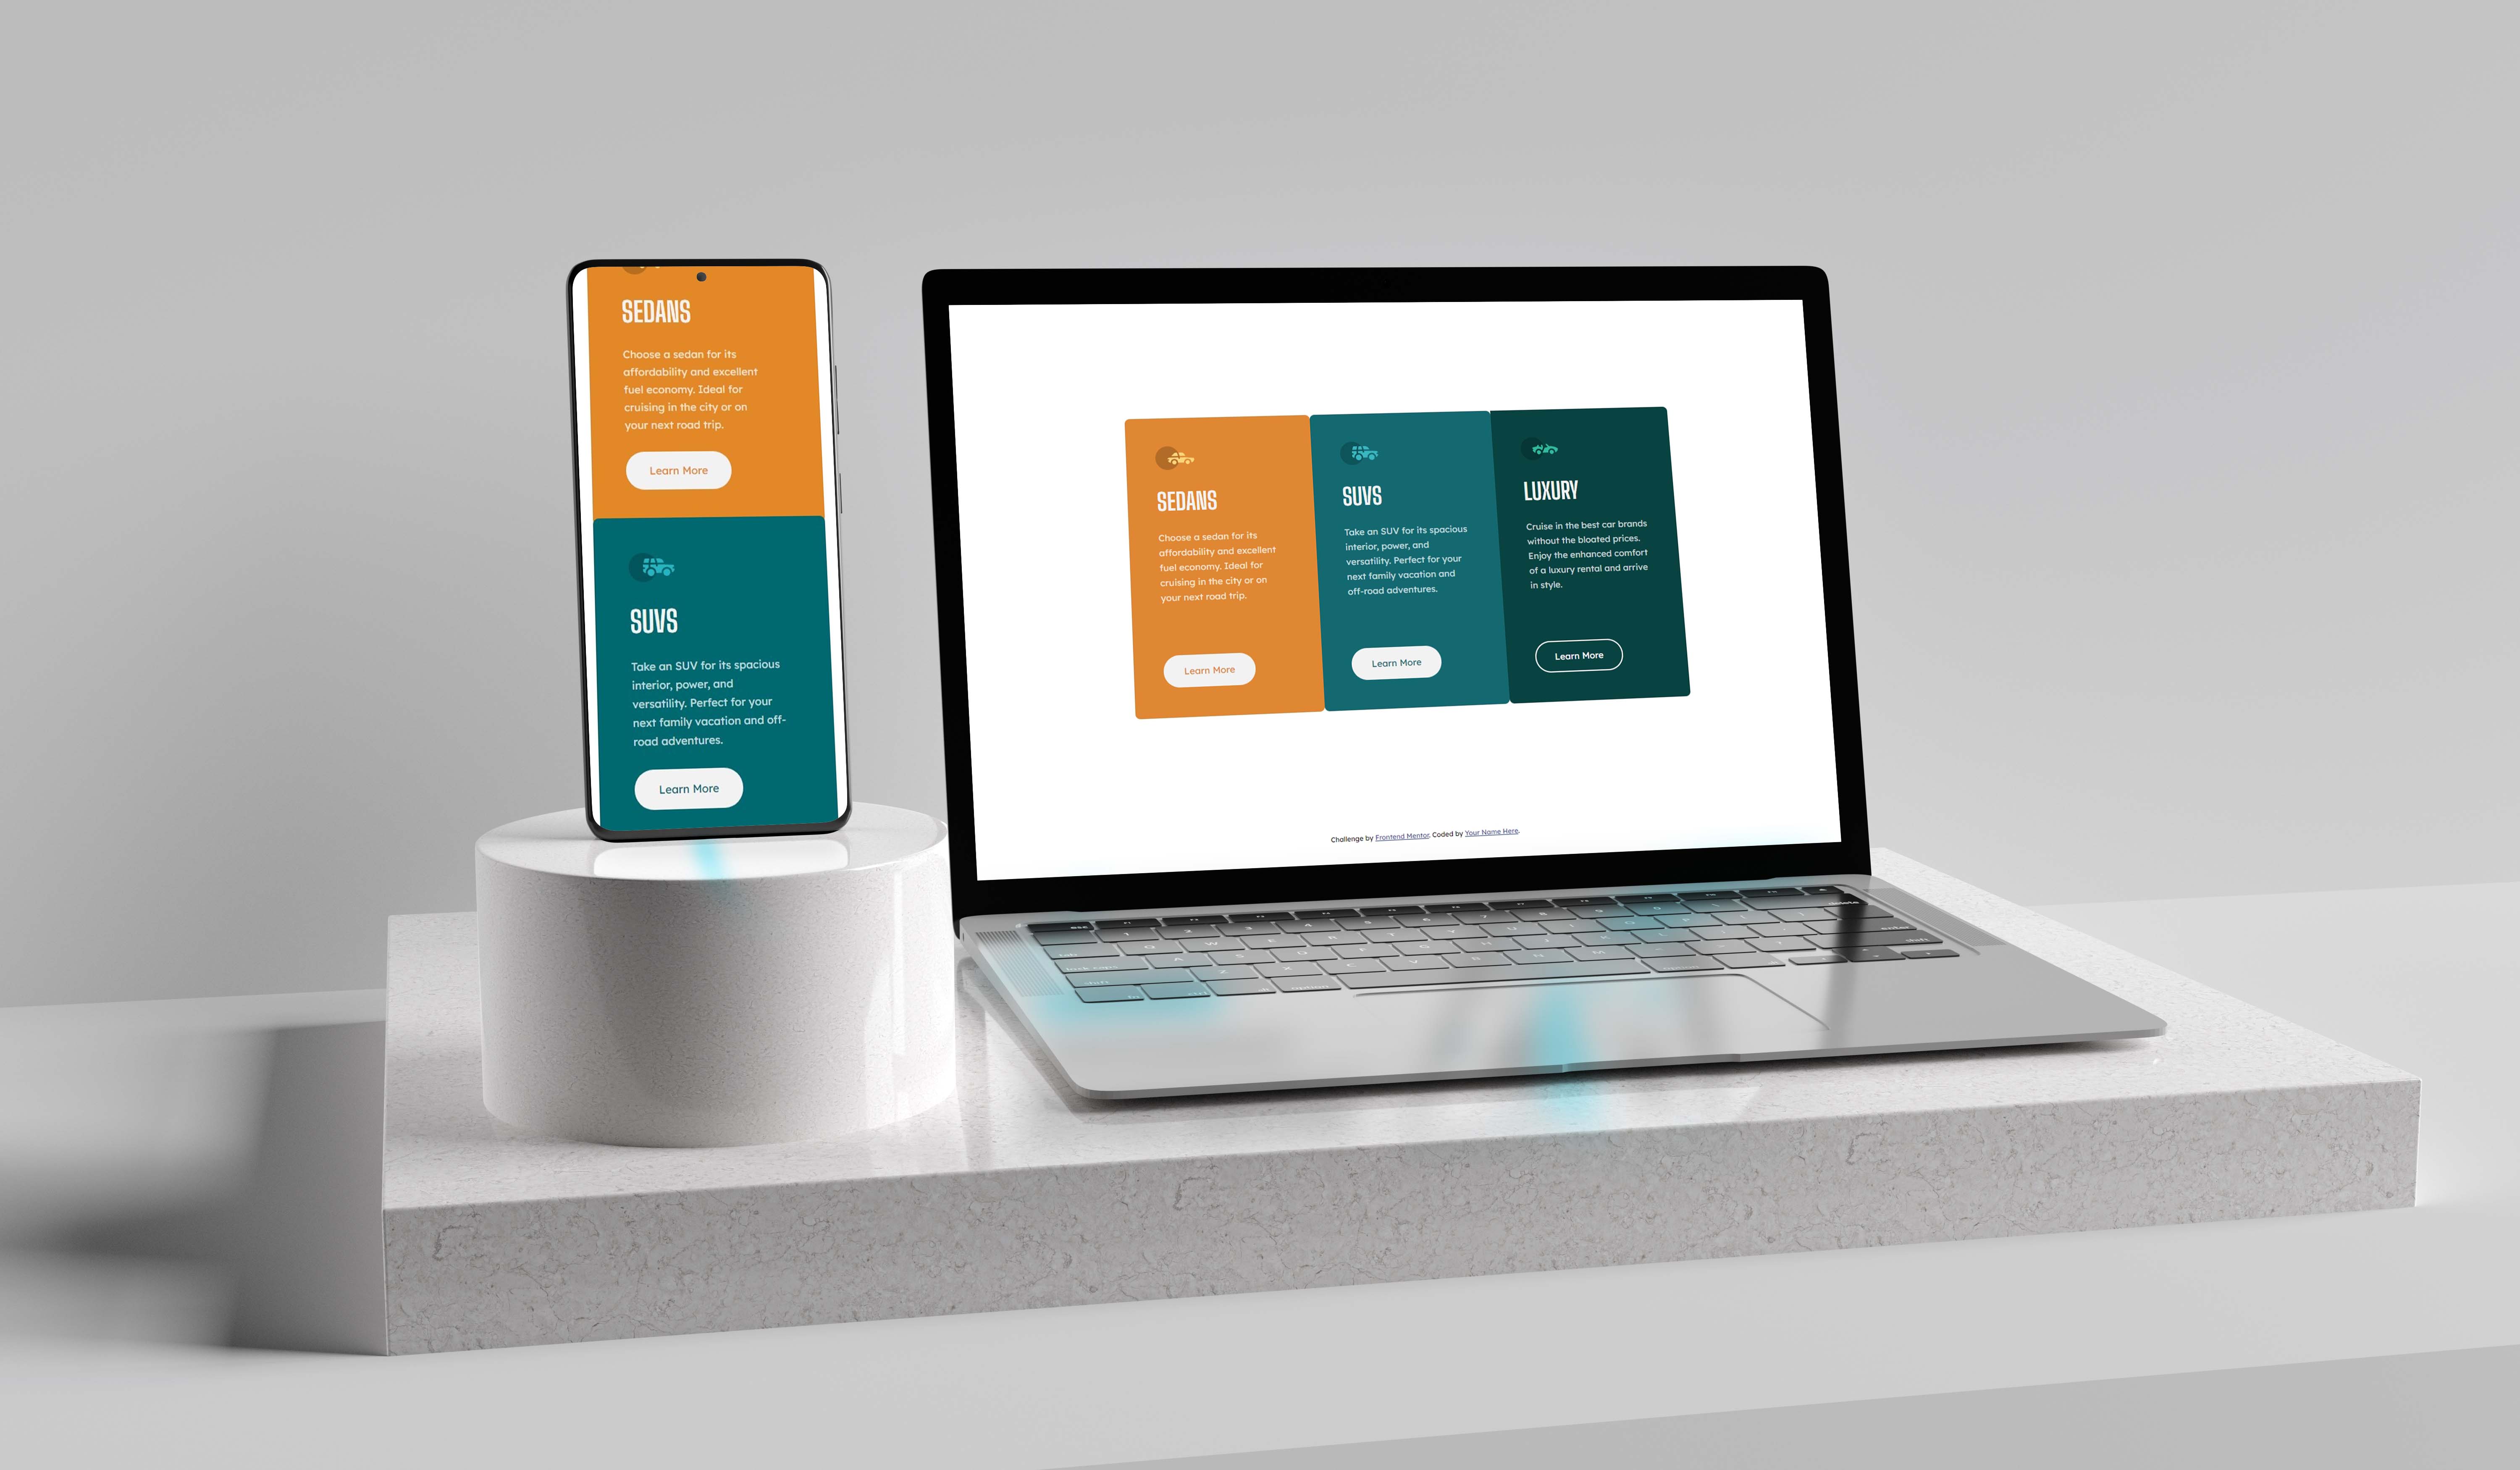 SEDANS
Choose a sedan for its
affordability and excellent
fuel economy. Ideal for
cruising in the city or on
your next road trip.
Learn More
SUVS
Take an SUV for its spacious
interior, power, and
versatility. Perfect for your
next family vacation and off-
road adventures.
Learn More
SEDANS
Choose a sedan for its
affordability and excellent
fuel economy. Ideal for
cruising in the city or on
your next road trip.
Learn More
SUVS
Take an SUV for its spacious
interior, power, and
versatility. Perfect for your
next family vacation and
off-road adventures.
Learn More
LUXURY
Cruise in the best car brands
without the bloated prices.
Enjoy the enhanced comfort
of a luxury rental and arrive
in style.
Learn More
Challenge by Frontend Mentor. Coded by Your Name Here.